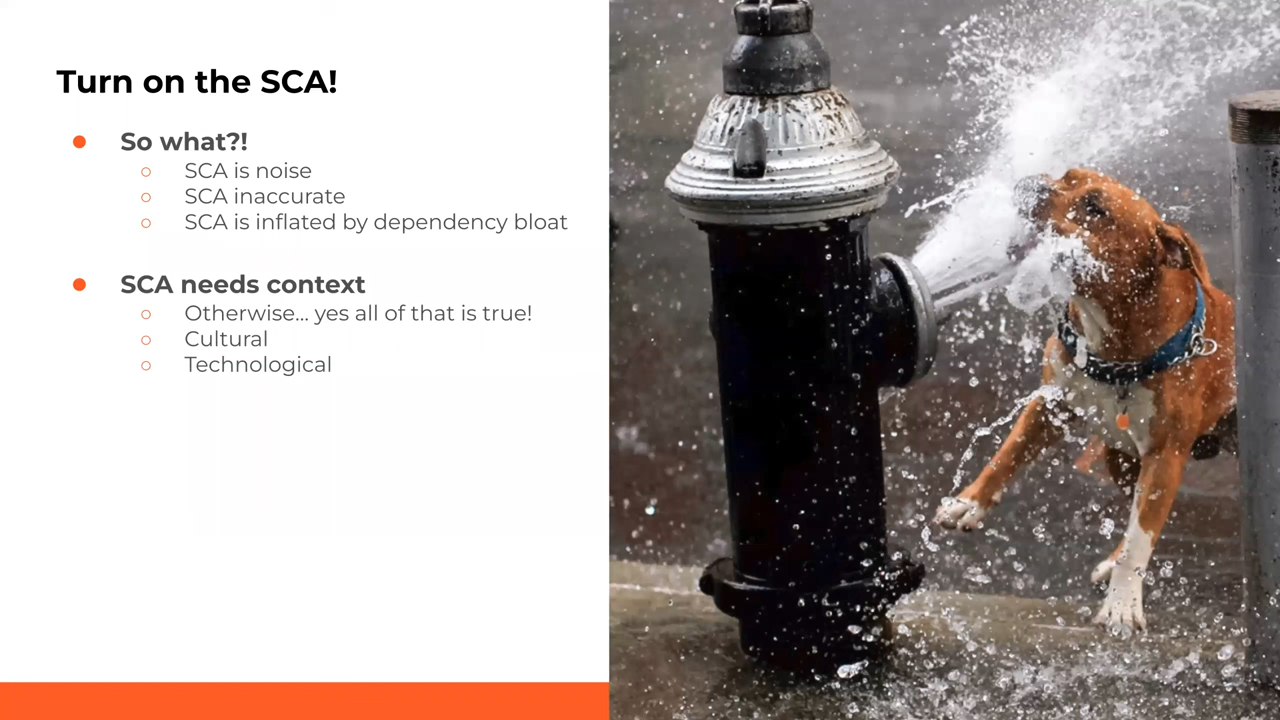 Turn on the SCA!
● So what?!
○ SCA is noise
○ SCA inaccurate
○ SCA is inflated by dependency bloat
● SCA needs context
○ Otherwise... yes all of that is true!
○ Cultural
○ Technological